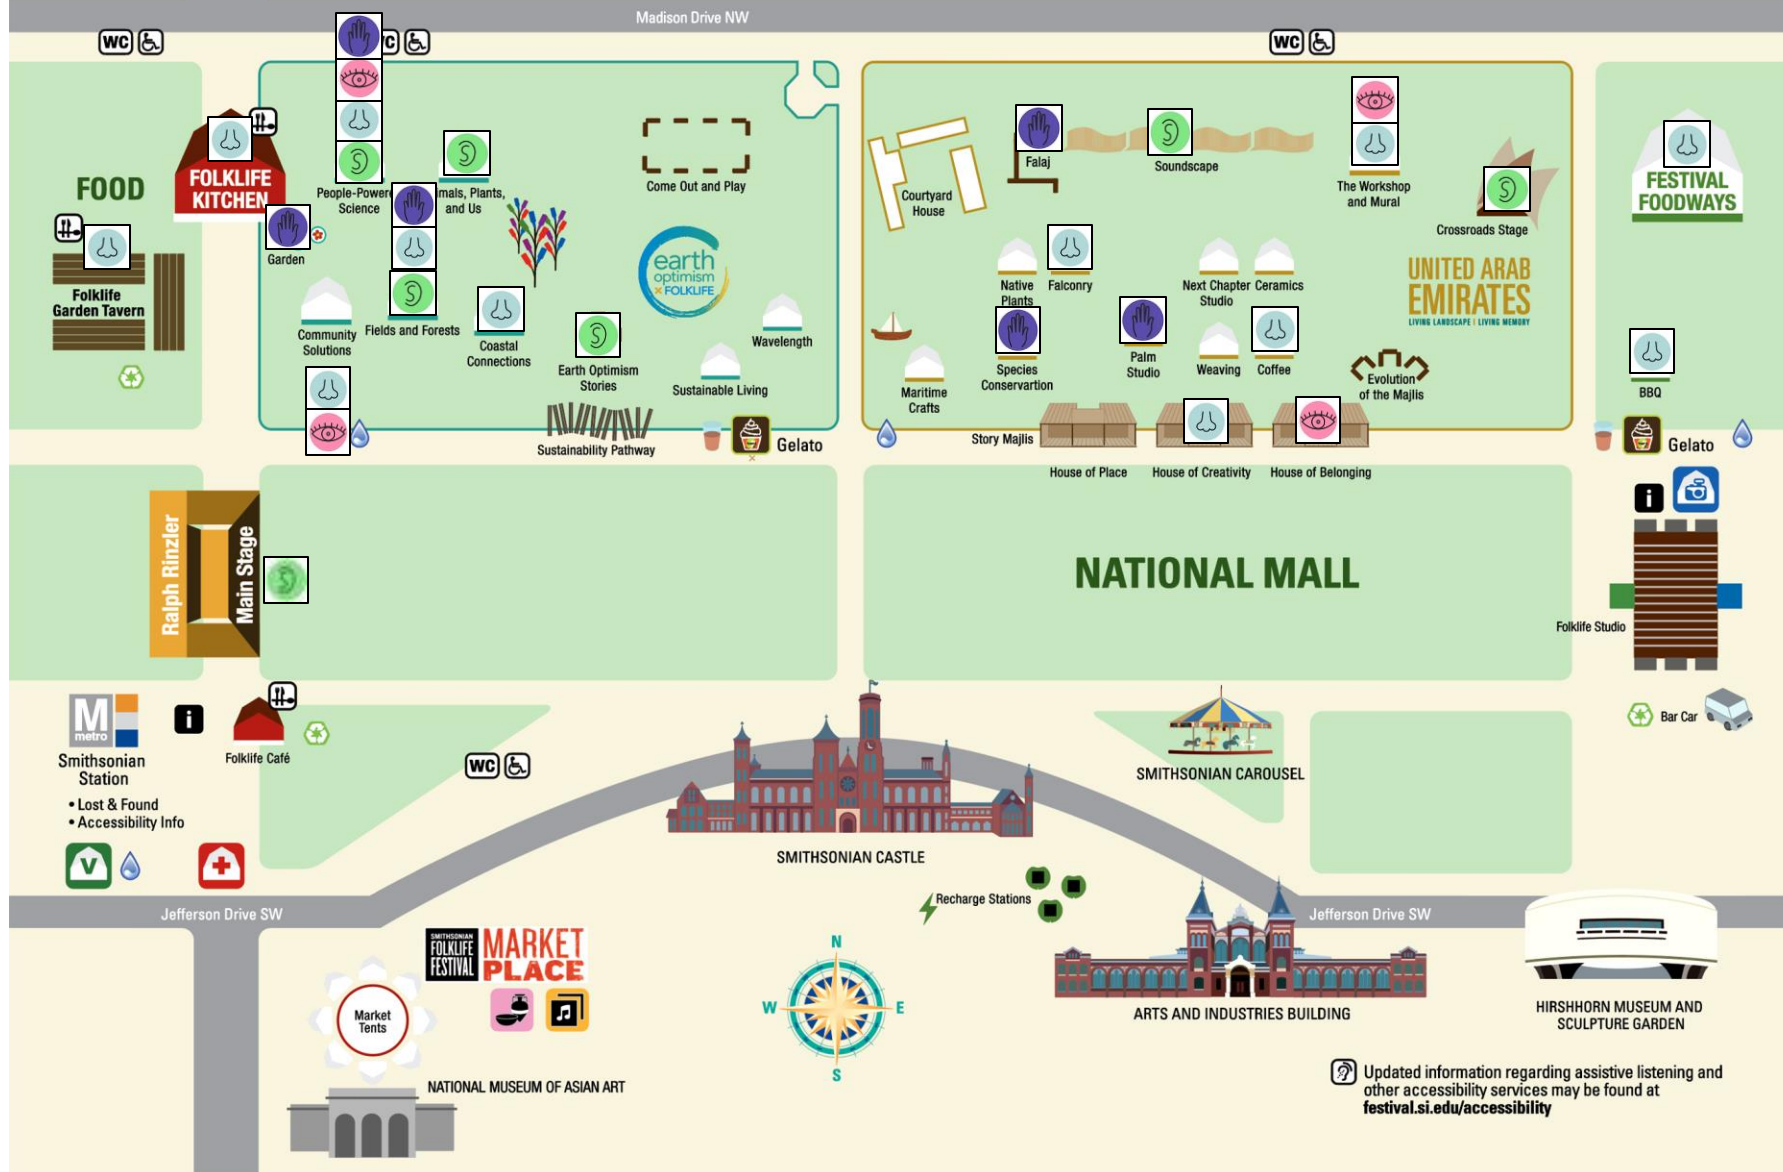 Madison Drive NW
WC
WC
FOOD
FOLKLIFE
KITCHEN
People-Powere
Science
imals, Plants,
and Us
Come Out and Play
Garden
Folklife
Garden Tavern
Community
Solutions
Fields and Forests
Coastal
Connections
earth
optimism
× FOLKLIFE
Earth Optimism
Stories
Wavelength
Sustainable Living
Sustainability Pathway
Gelato
Courtyard
House
Falaj
Soundscape
The Workshop
and Mural
Crossroads Stage
Native
Plants
Falconry
Next Chapter
Studio
Ceramics
UNITED ARAB
EMIRATES
LIVING LANDSCAPE | LIVING MEMORY
Species
Conservartion
Palm
Studio
Weaving
Coffee
Evolution
of the Majlis
Maritime
Crafts
Story Majlis
House of Place
House of Creativity
House of Belonging
FESTIVAL
FOODWAYS
BBQ
Gelato
Ralph Rinzler
Main Stage
NATIONAL MALL
i
Folklife Studio
Bar Car
M
metro
Smithsonian
Station
• Lost & Found
• Accessibility Info
i
Folklife Café
WC
V
SMITHSONIAN CASTLE
SMITHSONIAN CAROUSEL
Recharge Stations
Jefferson Drive SW
Jefferson Drive SW
SMITHSONIAN
FOLKLIFE
FESTIVAL
MARKET
PLACE
Market
Tents
NATIONAL MUSEUM OF ASIAN ART
N
W
E
S
ARTS AND INDUSTRIES BUILDING
HIRSHHORN MUSEUM AND
SCULPTURE GARDEN
Updated information regarding assistive listening and
other accessibility services may be found at
festival.si.edu/accessibility